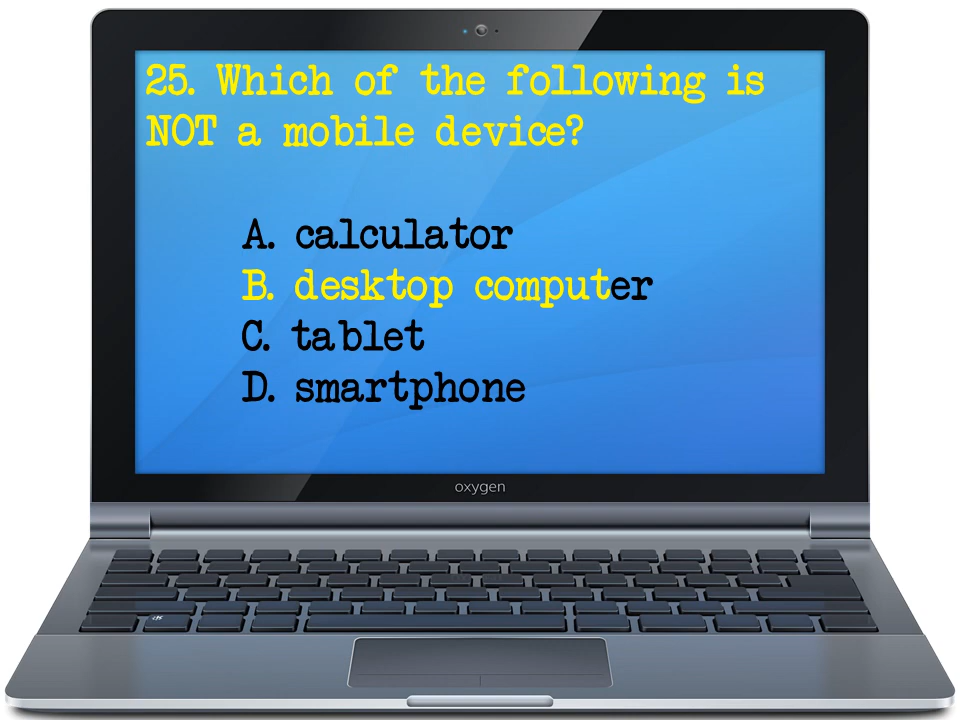 25. Which of the following is
NOT a mobile device?
A. calculator
B. desktop computer
C. tablet
D. smartphone
oxygen